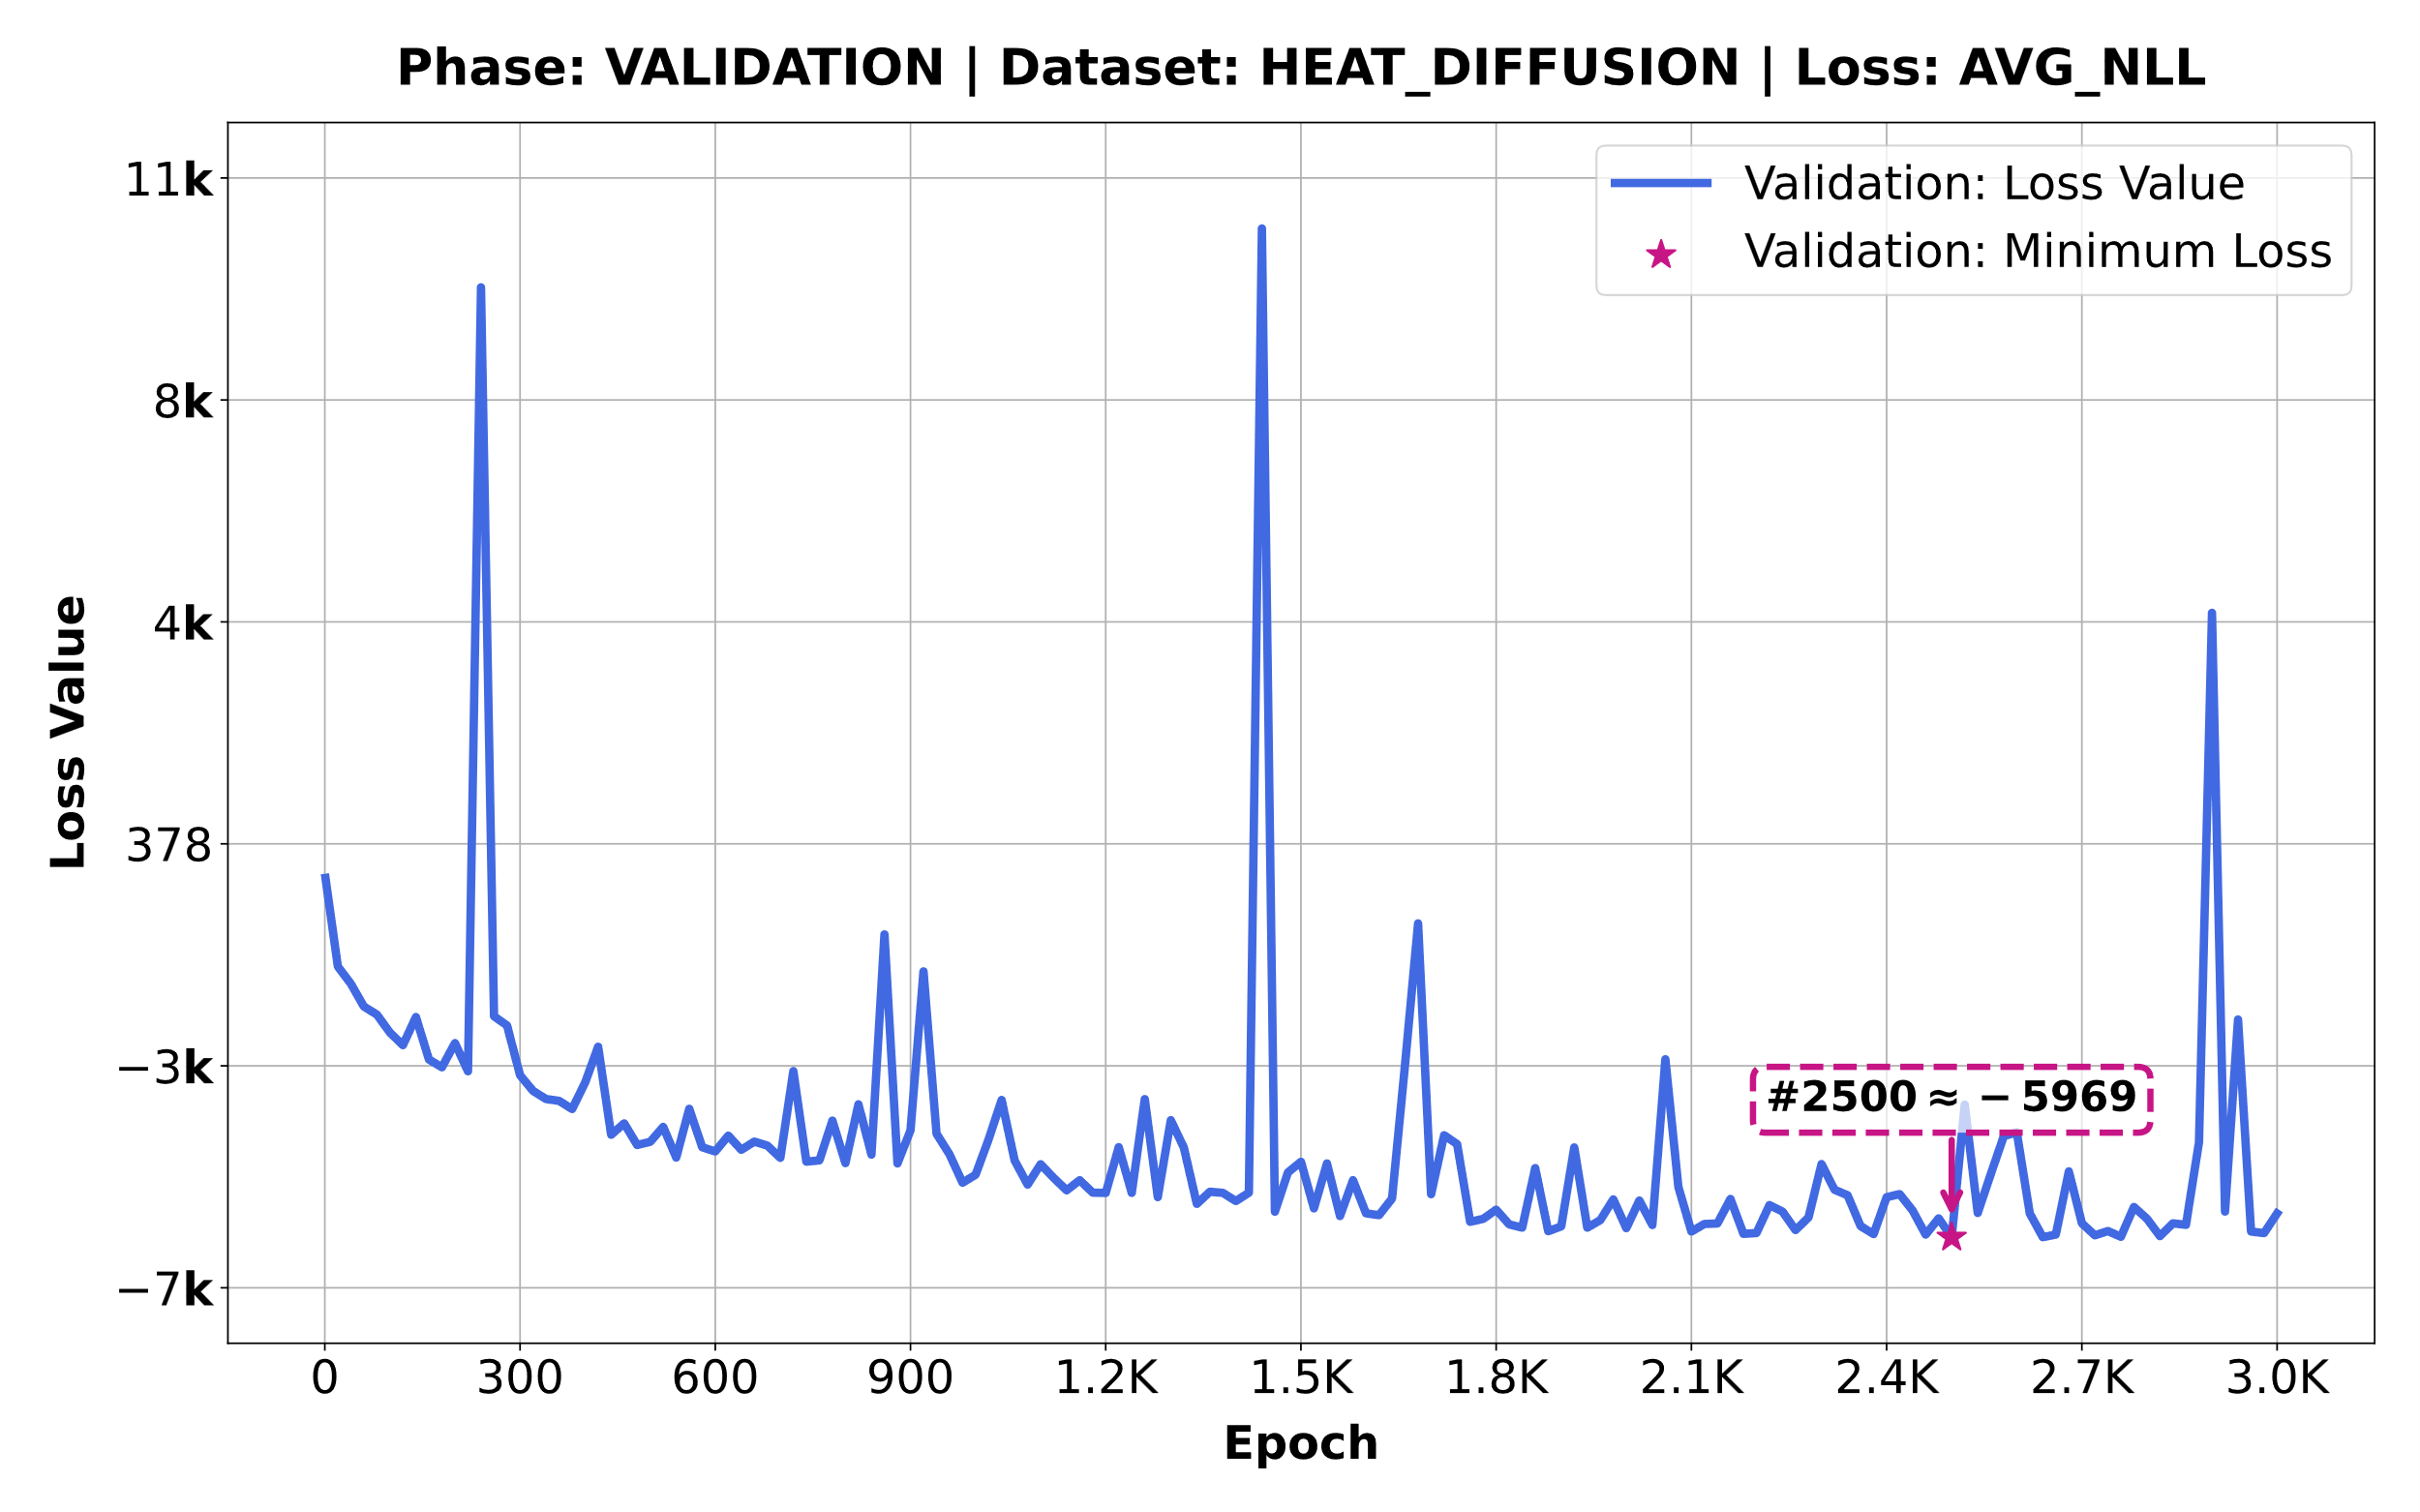 Phase: VALIDATION | Dataset: HEAT_DIFFUSION | Loss: AVG_NLL
Validation: Loss Value
Validation: Minimum Loss
11k
8k
4k
378
−3k
−7k
Loss Value
#2500 ≈ − 5969
0 300 600 900 1.2K 1.5K 1.8K 2.1K 2.4K 2.7K 3.0K
Epoch